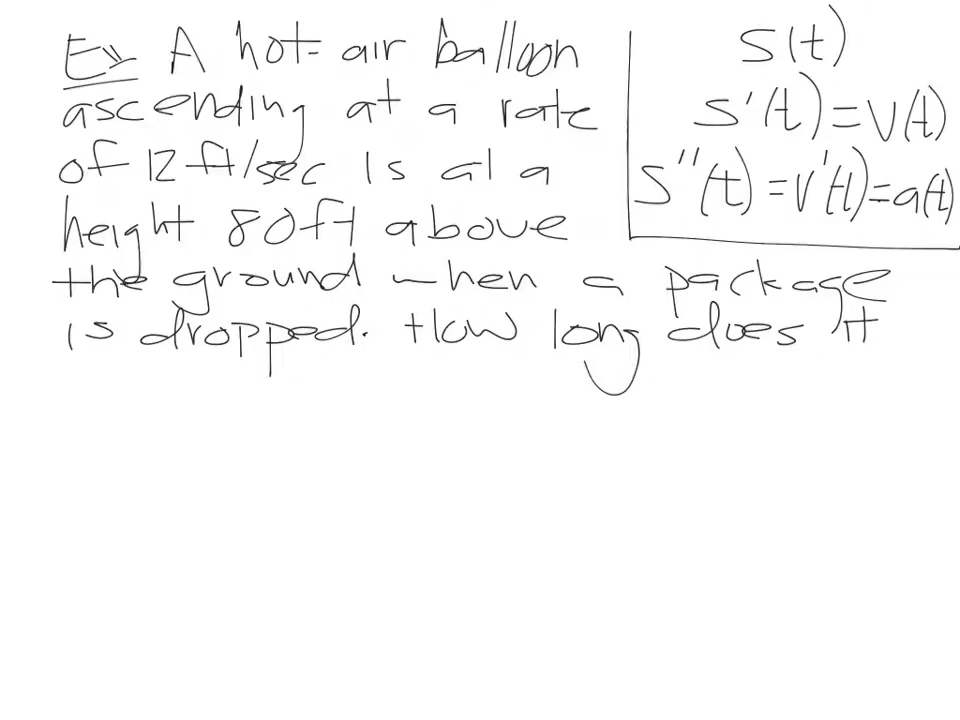 Ex A hot-air balloon
ascending at a rate
of 12 ft/sec is at a
height 80ft above
the ground when a package
is dropped. How long does it
s(t)
s'(t) = v(t)
s''(t) = v'(t) = a(t)